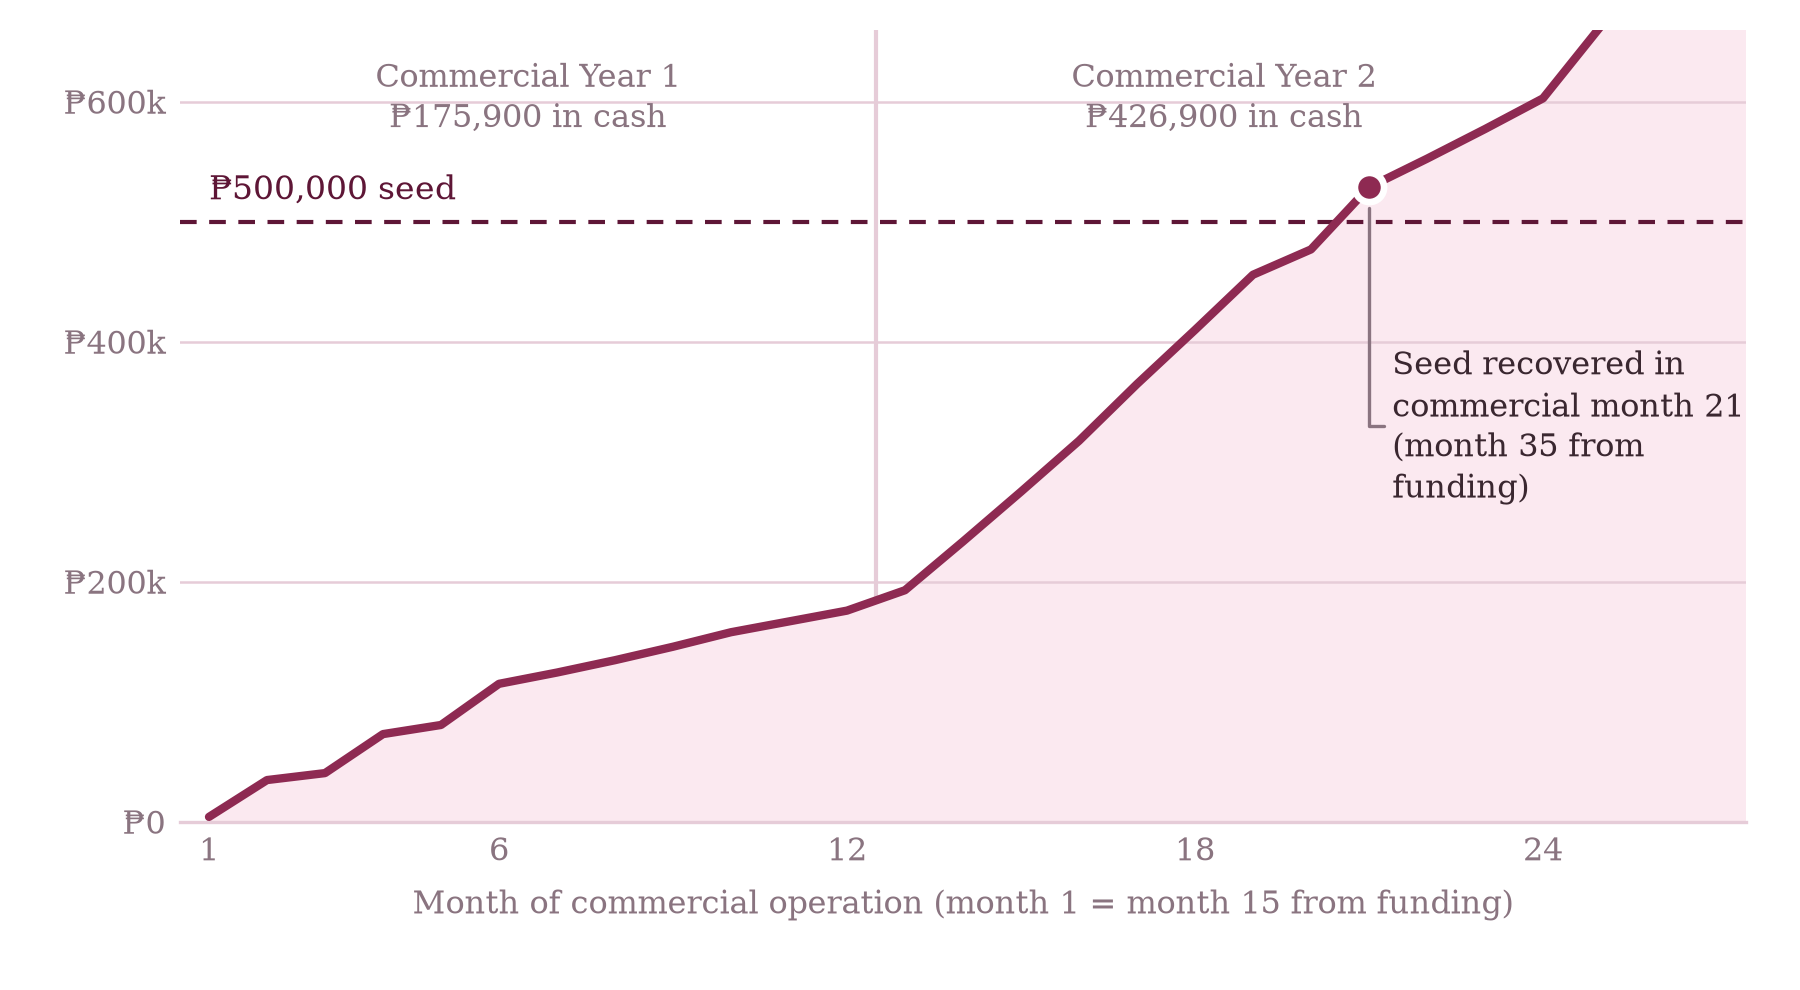 Commercial Year 1
₱175,900 in cash
Commercial Year 2
₱426,900 in cash
₱600k
₱500,000 seed
₱400k
Seed recovered in
commercial month 21
(month 35 from
funding)
₱200k
₱0
1
6
12
18
24
Month of commercial operation (month 1 = month 15 from funding)